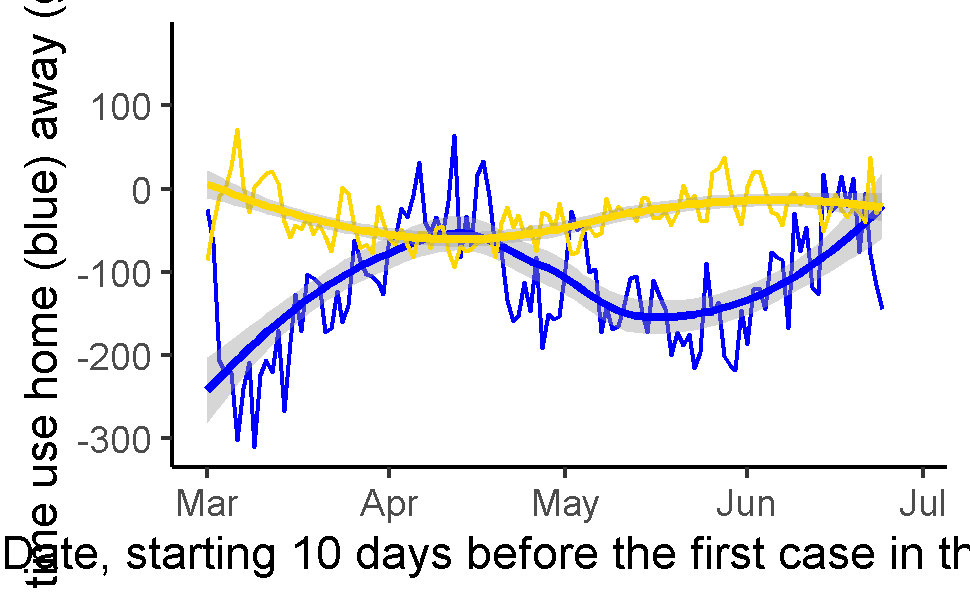 time use home (blue) away (
100
0
-100
-200
-300
Mar Apr May Jun Jul
Date, starting 10 days before the first case in th